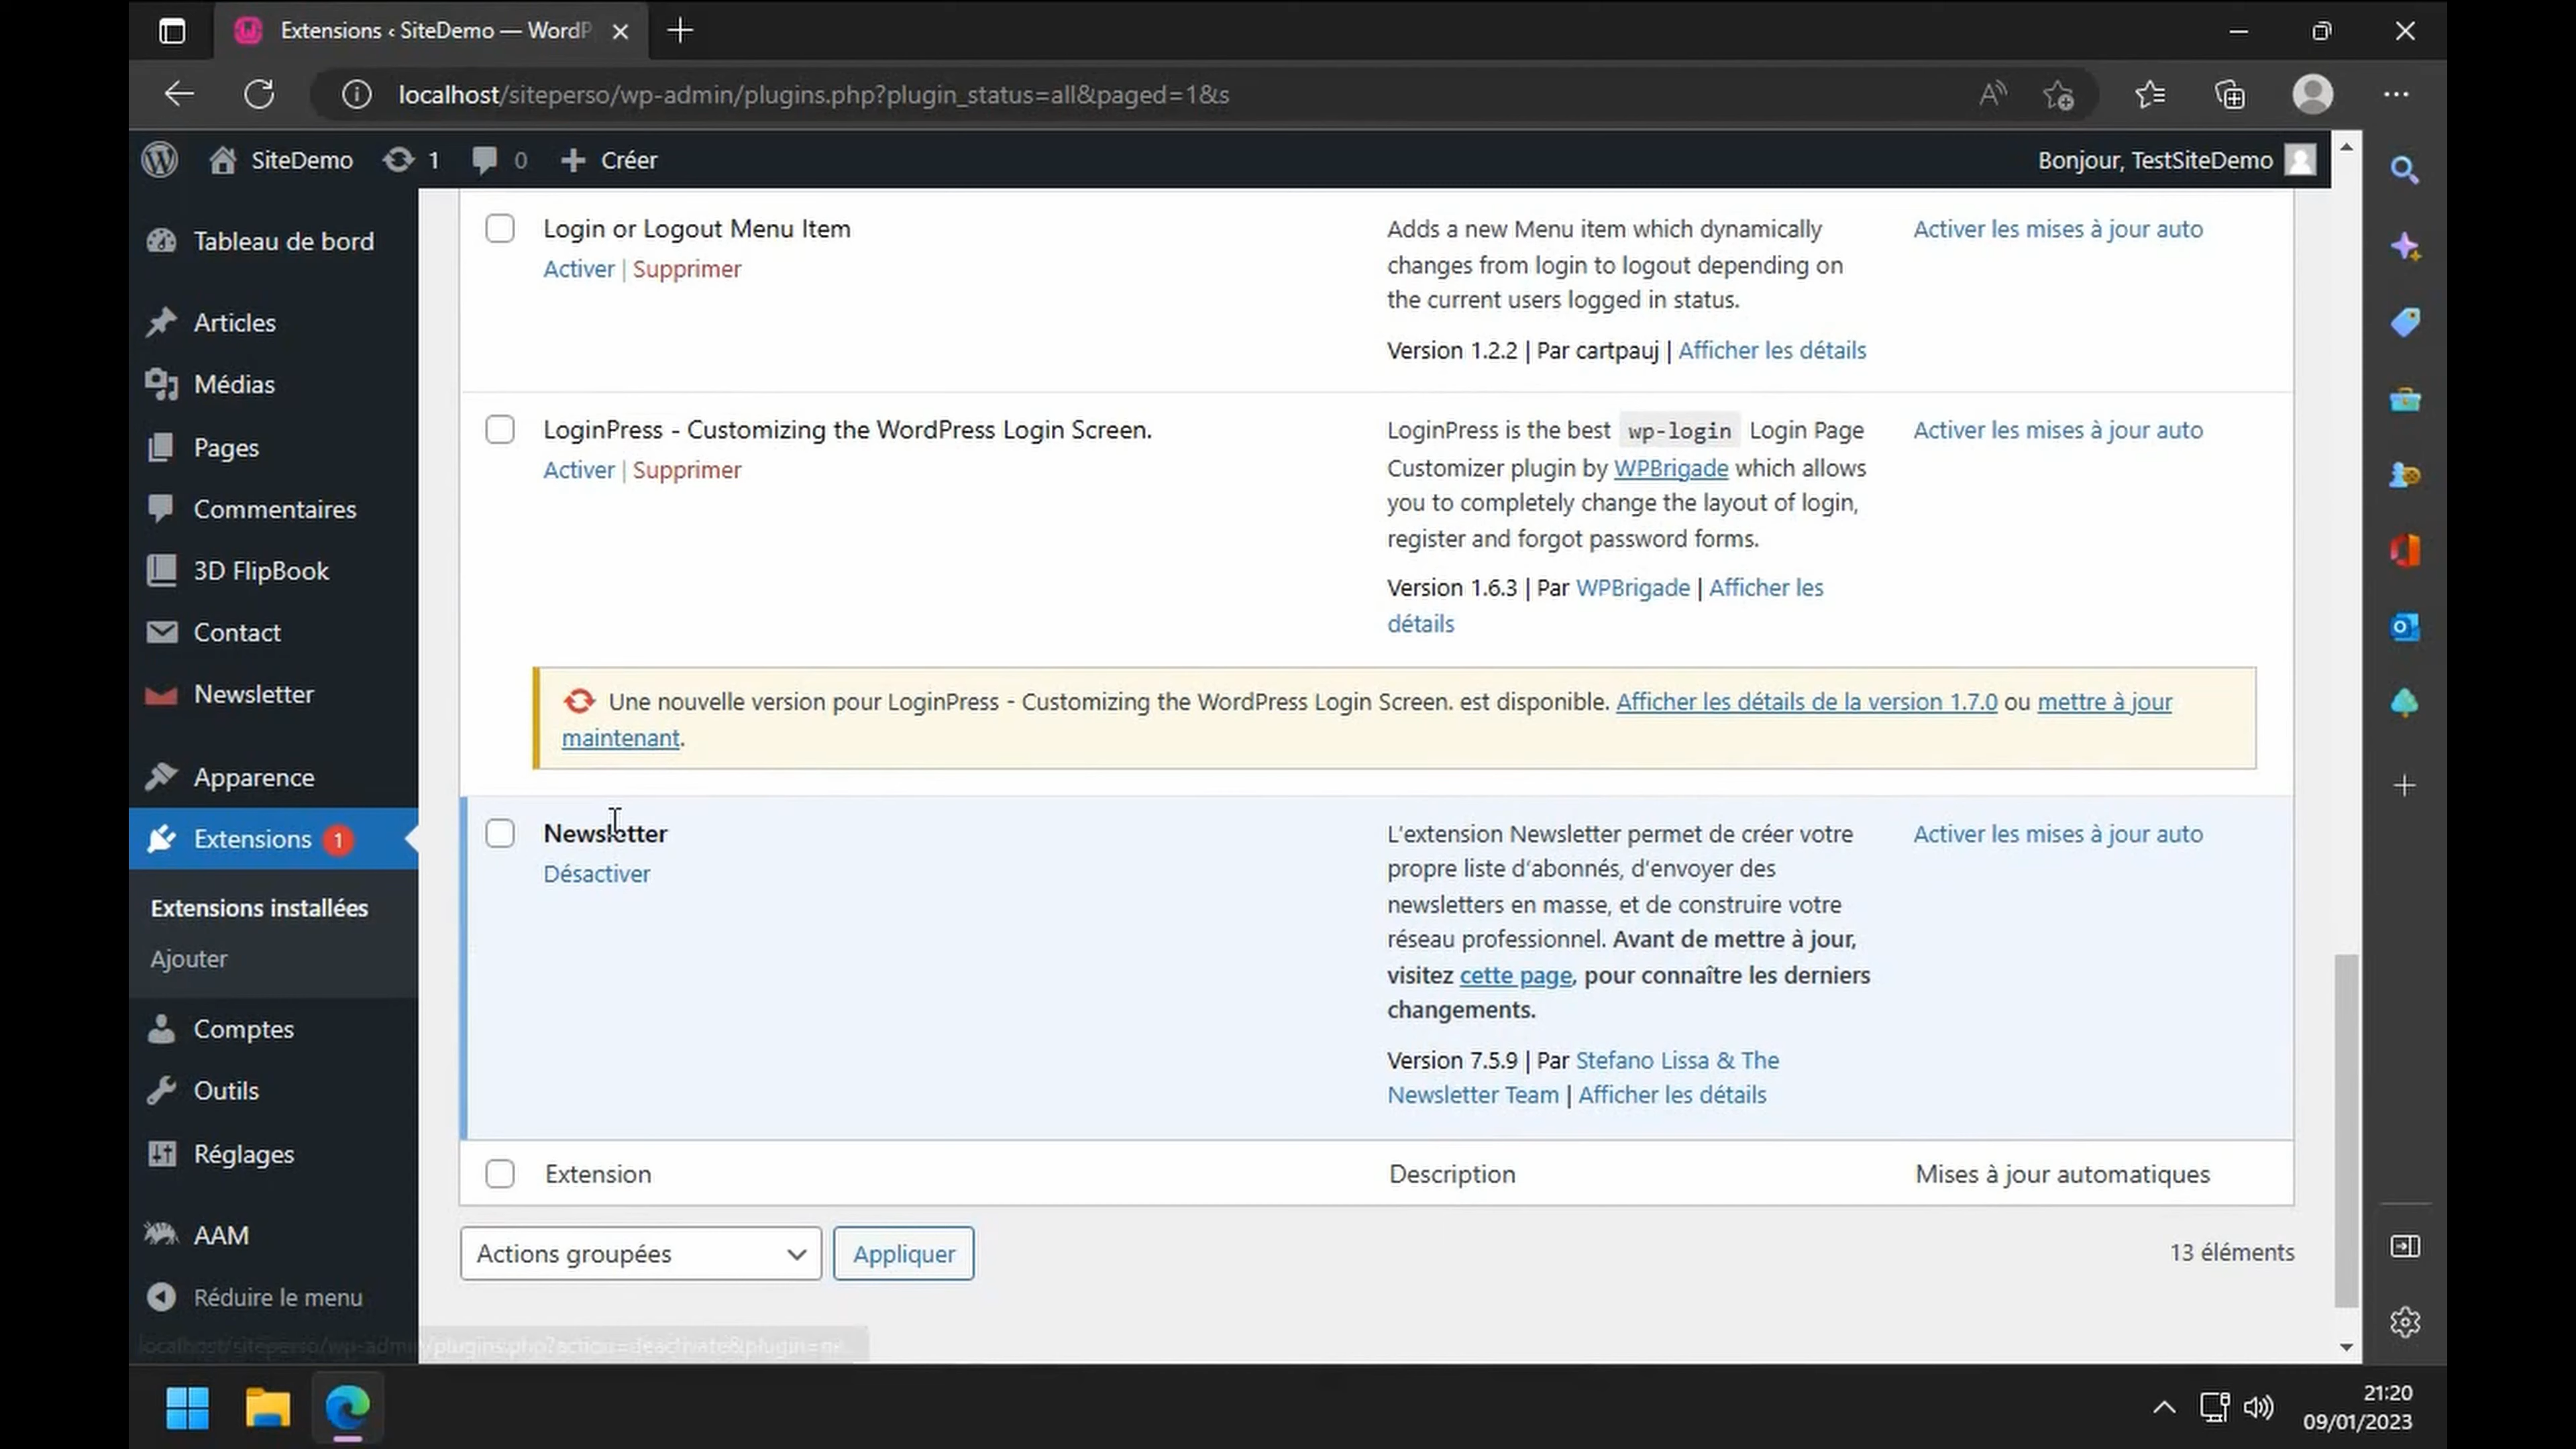 Extensions ‹ SiteDemo — WordP
localhost/siteperso/wp-admin/plugins.php?plugin_status=all&paged=1&s
SiteDemo 1 0 + Créer
Bonjour, TestSiteDemo
Tableau de bord
Articles
Médias
Pages
Commentaires
3D FlipBook
Contact
Newsletter
Apparence
Extensions 1
Extensions installées
Ajouter
Comptes
Outils
Réglages
AAM
Réduire le menu
Login or Logout Menu Item
Activer | Supprimer
Adds a new Menu item which dynamically
changes from login to logout depending on
the current users logged in status.
Version 1.2.2 | Par cartpauj | Afficher les détails
Activer les mises à jour auto
LoginPress - Customizing the WordPress Login Screen.
Activer | Supprimer
LoginPress is the best wp-login Login Page
Customizer plugin by WPBrigade which allows
you to completely change the layout of login,
register and forgot password forms.
Version 1.6.3 | Par WPBrigade | Afficher les
détails
Activer les mises à jour auto
Une nouvelle version pour LoginPress - Customizing the WordPress Login Screen. est disponible. Afficher les détails de la version 1.7.0 ou mettre à jour
maintenant.
Newsletter
Désactiver
L'extension Newsletter permet de créer votre
propre liste d'abonnés, d'envoyer des
newsletters en masse, et de construire votre
réseau professionnel. Avant de mettre à jour,
visitez cette page, pour connaître les derniers
changements.
Version 7.5.9 | Par Stefano Lissa & The
Newsletter Team | Afficher les détails
Activer les mises à jour auto
Extension Description Mises à jour automatiques
Actions groupées Appliquer
13 éléments
localhost/siteperso/wp-admin/plugins.php?action=deactivate&plugin=ne...
21:20
09/01/2023